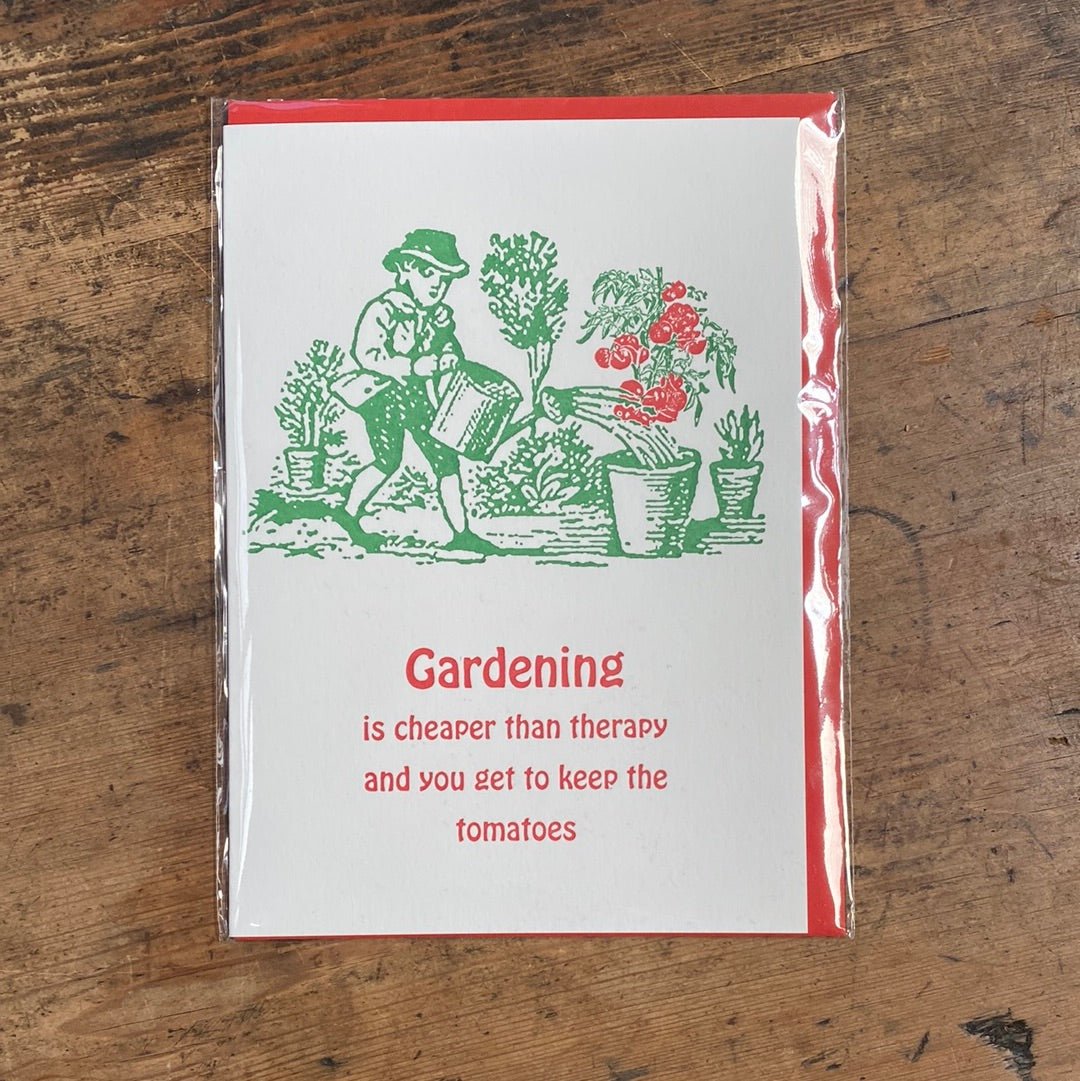 Gardening
is cheaper than therapy
and you get to keep the
tomatoes